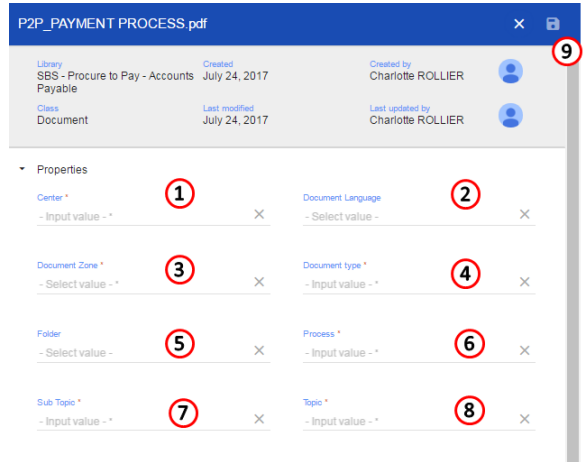 P2P_PAYMENT PROCESS.pdf
9
Library
SBS - Procure to Pay - Accounts
Payable
Created
July 24, 2017
Created by
Charlotte ROLLIER
Class
Document
Last modified
July 24, 2017
Last updated by
Charlotte ROLLIER
Properties
Center *
- Input value - *
1
Document Language
- Select value -
2
Document Zone *
- Select value - *
3
Document type *
- Input value - *
4
Folder
- Select value -
5
Process *
- Input value - *
6
Sub Topic *
- Input value - *
7
Topic *
- Input value - *
8